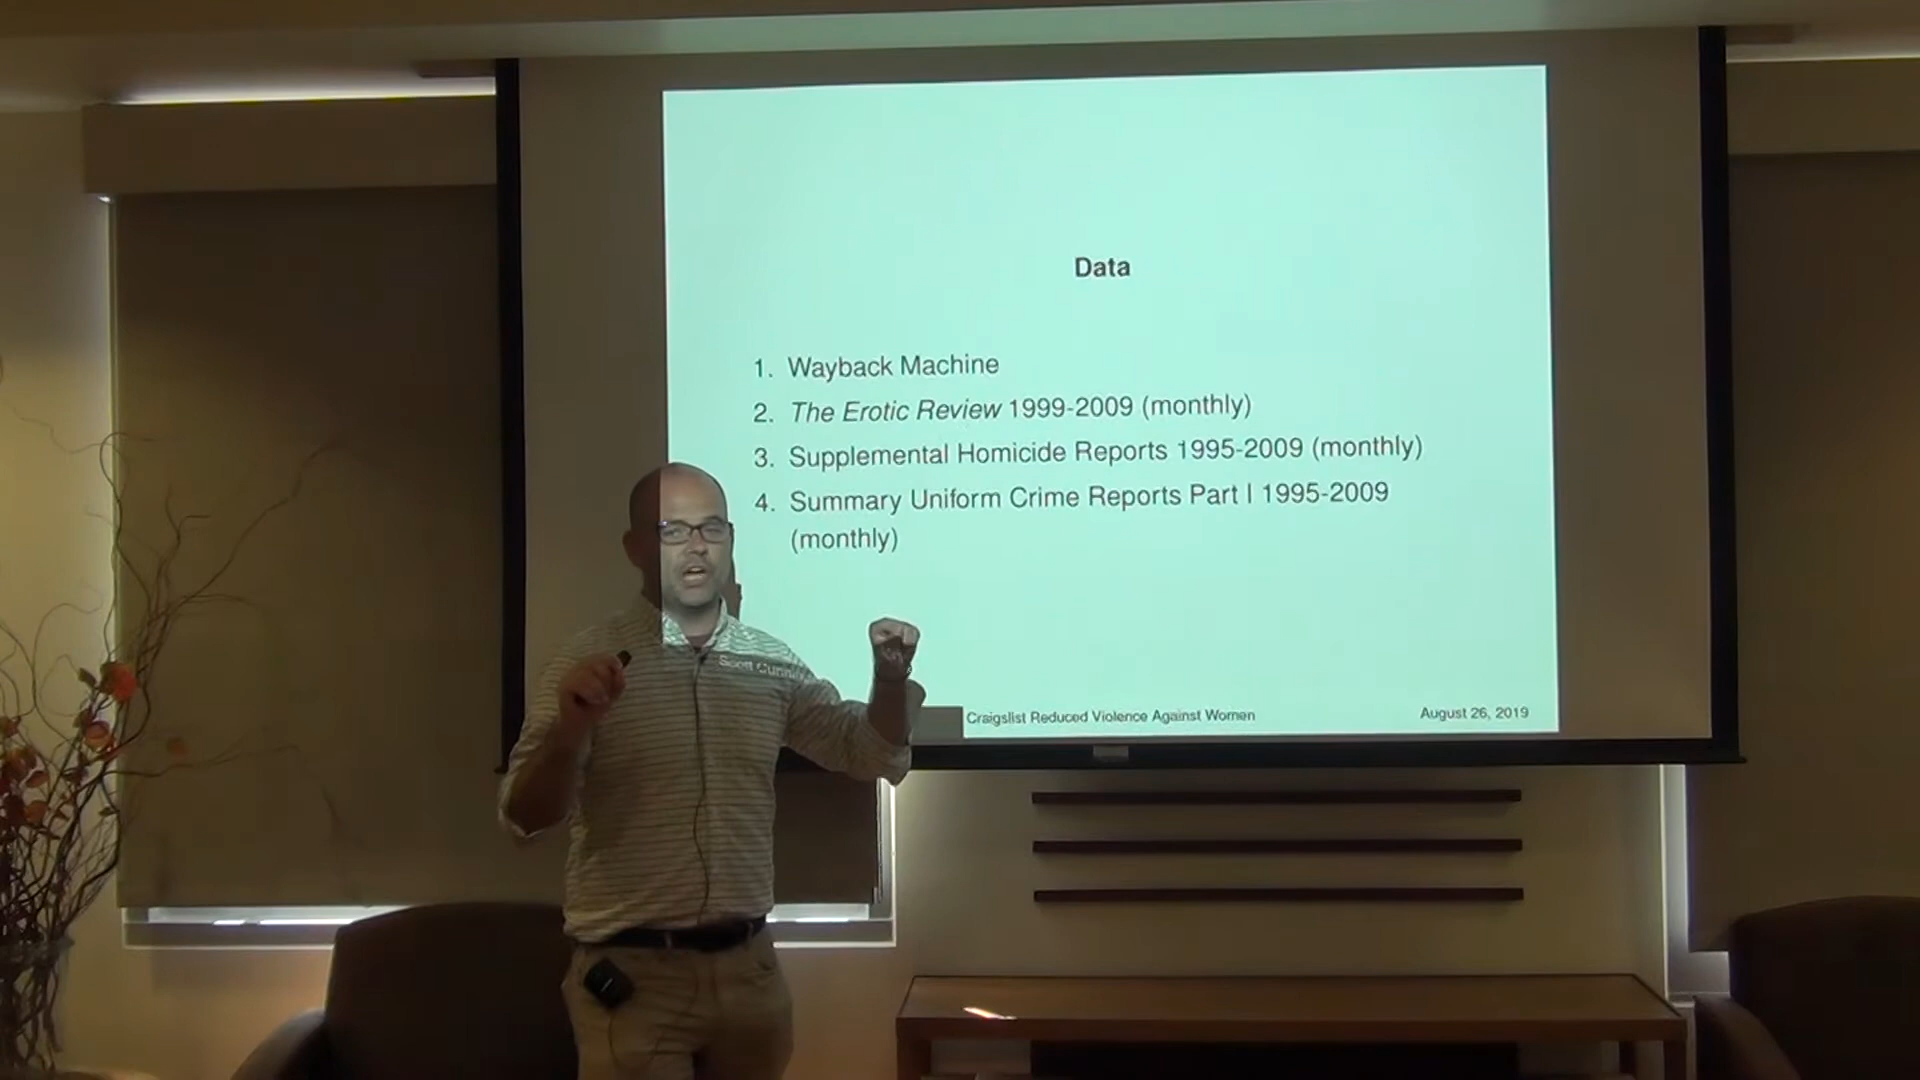 Data
1. Wayback Machine
2. The Erotic Review 1999-2009 (monthly)
3. Supplemental Homicide Reports 1995-2009 (monthly)
4. Summary Uniform Crime Reports Part I 1995-2009
(monthly)
Scott
Craigslist Reduced Violence Against Women
August 26, 2019